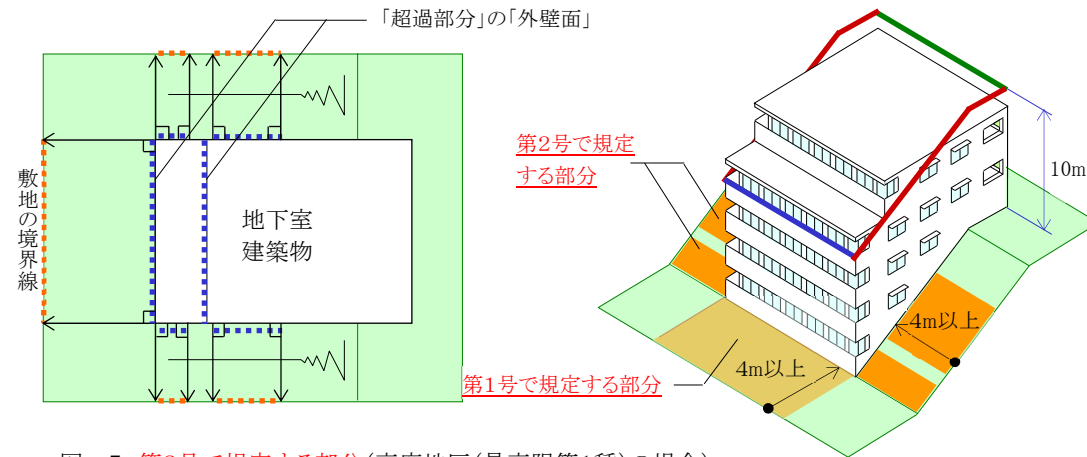 「超過部分」の「外壁面」
敷地の境界線
地下室
建築物
第2号で規定
する部分
10m
4m以上
4m以上
第1号で規定する部分